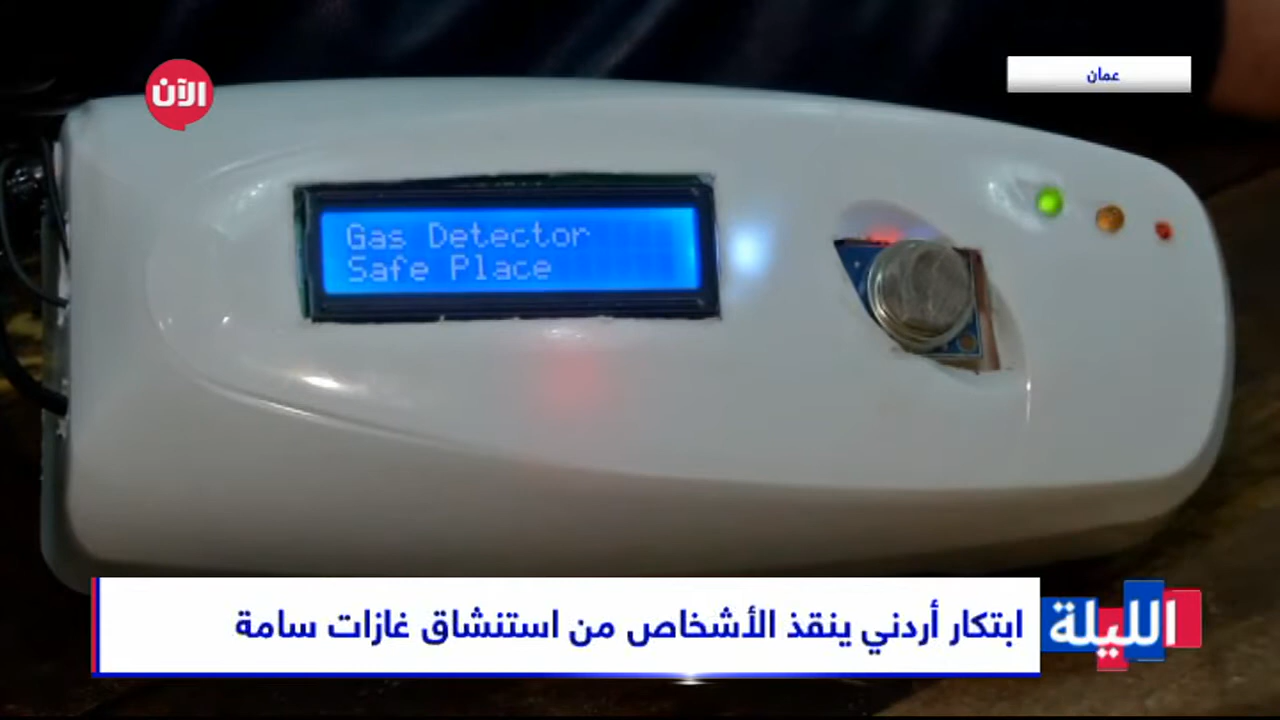 الآن
عمان
Gas Detector
Safe Place
ابتكار أردني ينقذ الأشخاص من استنشاق غازات سامة
الليلة